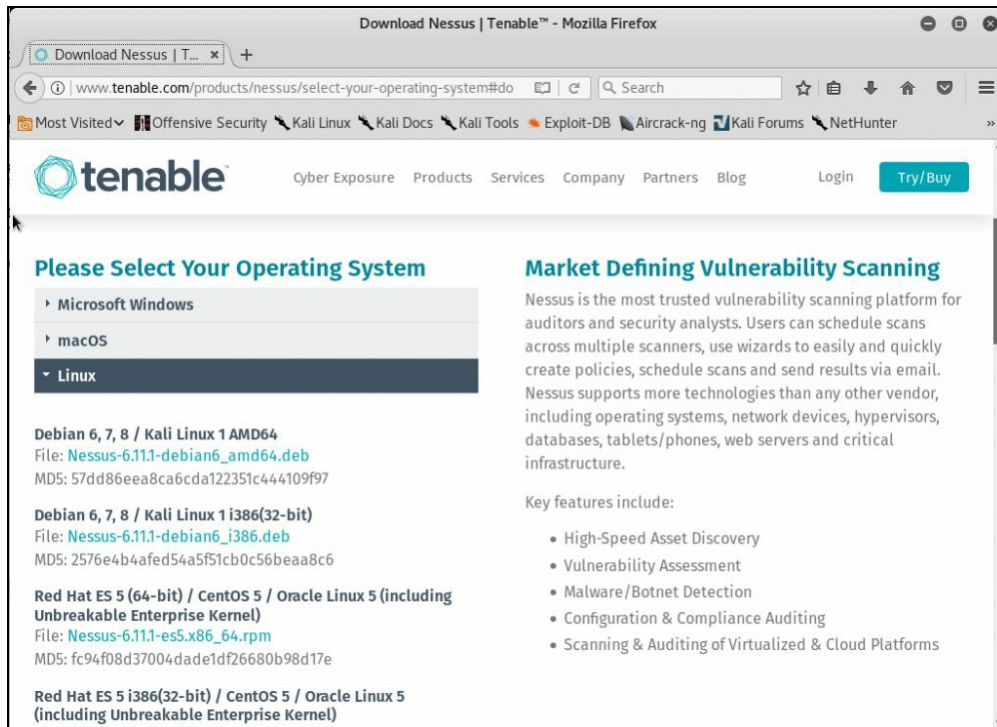 Download Nessus | Tenable™ - Mozilla Firefox
Download Nessus | T...
www.tenable.com/products/nessus/select-your-operating-system#do
Search
Most Visited
Offensive Security
Kali Linux
Kali Docs
Kali Tools
Exploit-DB
Aircrack-ng
Kali Forums
NetHunter
»
tenable™
Cyber Exposure
Products
Services
Company
Partners
Blog
Login
Try/Buy
Please Select Your Operating System
Microsoft Windows
macOS
Linux
Debian 6, 7, 8 / Kali Linux 1 AMD64
File: Nessus-6.11.1-debian6_amd64.deb
MD5: 57dd86eea8ca6cda122351c444109f97
Debian 6, 7, 8 / Kali Linux 1 i386(32-bit)
File: Nessus-6.11.1-debian6_i386.deb
MD5: 2576e4b4afed54a5f51cb0c56beaa8c6
Red Hat ES 5 (64-bit) / CentOS 5 / Oracle Linux 5 (including
Unbreakable Enterprise Kernel)
File: Nessus-6.11.1-es5.x86_64.rpm
MD5: fc94f08d37004dade1df26680b98d17e
Red Hat ES 5 i386(32-bit) / CentOS 5 / Oracle Linux 5
(including Unbreakable Enterprise Kernel)
Market Defining Vulnerability Scanning
Nessus is the most trusted vulnerability scanning platform for
auditors and security analysts. Users can schedule scans
across multiple scanners, use wizards to easily and quickly
create policies, schedule scans and send results via email.
Nessus supports more technologies than any other vendor,
including operating systems, network devices, hypervisors,
databases, tablets/phones, web servers and critical
infrastructure.
Key features include:
• High-Speed Asset Discovery
• Vulnerability Assessment
• Malware/Botnet Detection
• Configuration & Compliance Auditing
• Scanning & Auditing of Virtualized & Cloud Platforms